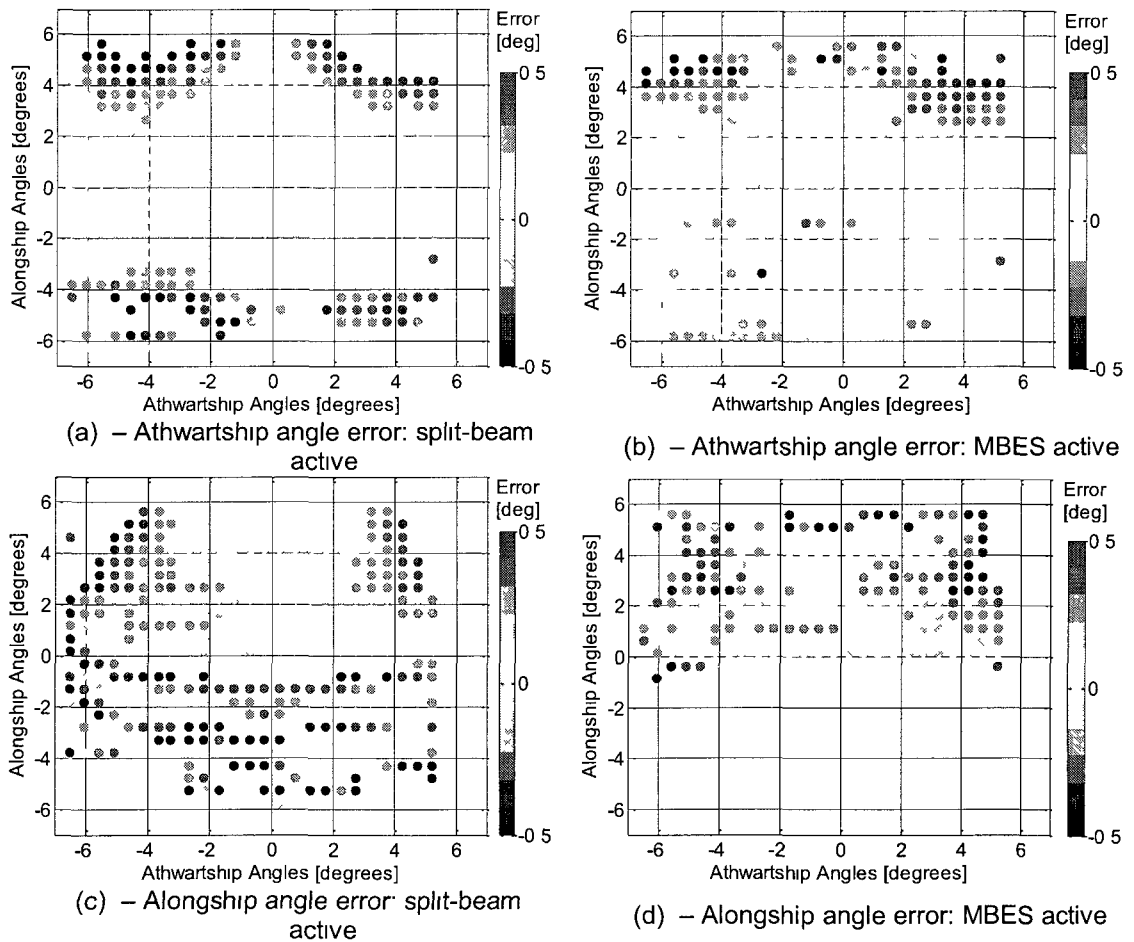 Error
[deg]
6
4
2
0
-2
-4
-6
Alongship Angles [degrees]
-6 -4 -2 0 2 4 6
Athwartship Angles [degrees]
0 5
0
-0 5
(a) – Athwartship angle error: split-beam
active
Error
[deg]
6
4
2
0
-2
-4
-6
Alongship Angles [degrees]
-6 -4 -2 0 2 4 6
Athwartship Angles [degrees]
0 5
0
-0 5
(b) – Athwartship angle error: MBES active
Error
[deg]
6
4
2
0
-2
-4
-6
Alongship Angles [degrees]
-6 -4 -2 0 2 4 6
Athwartship Angles [degrees]
0 5
0
-0 5
(c) – Alongship angle error: split-beam
active
Error
[deg]
6
4
2
0
-2
-4
-6
Alongship Angles [degrees]
-6 -4 -2 0 2 4 6
Athwartship Angles [degrees]
0 5
0
-0 5
(d) – Alongship angle error: MBES active